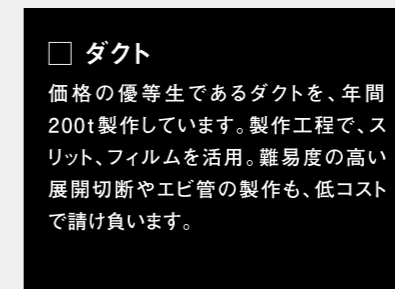 □ ダクト
価格の優等生であるダクトを、年間
200t製作しています。製作工程で、ス
リット、フィルムを活用。難易度の高い
展開切断やエビ管の製作も、低コスト
で請け負います。